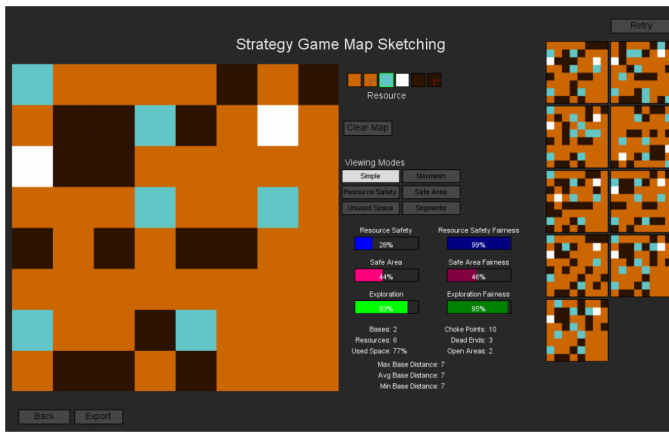 Retry
Strategy Game Map Sketching
Resource
Clear Map
Viewing Modes
Simple Navmesh
Resource Safety Safe Area
Unused Space Segments
Resource Safety Resource Safety Fairness
28% 99%
Safe Area Safe Area Fairness
44% 46%
Exploration Exploration Fairness
83% 95%
Bases: 2 Choke Points: 10
Resources: 6 Dead Ends: 3
Used Space: 77% Open Areas: 2
Max Base Distance: 7
Avg Base Distance: 7
Min Base Distance: 7
Back Export